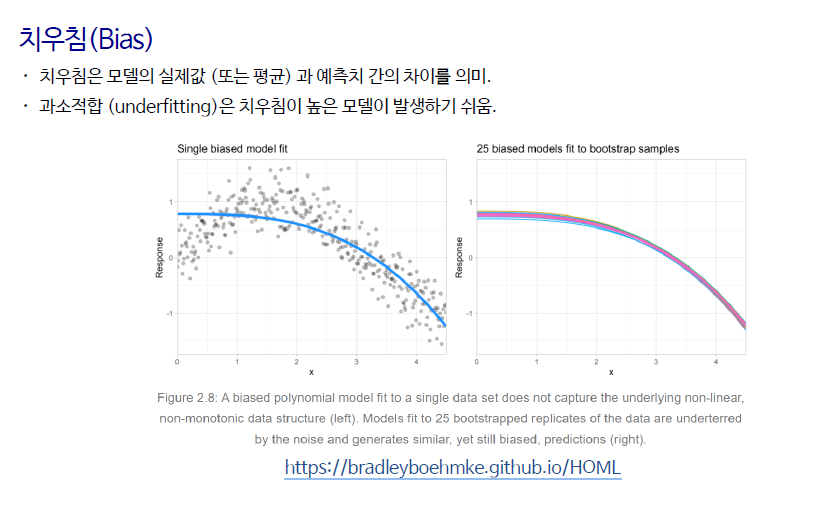 치우침(Bias)
· 치우침은 모델의 실제값 (또는 평균) 과 예측치 간의 차이를 의미.
· 과소적합 (underfitting)은 치우침이 높은 모델이 발생하기 쉬움.
Single biased model fit
25 biased models fit to bootstrap samples
Response
1
0
-1
0 1 2 3 4
x
Response
1
0
-1
0 1 2 3 4
x
Figure 2.8: A biased polynomial model fit to a single data set does not capture the underlying non-linear,
non-monotonic data structure (left). Models fit to 25 bootstrapped replicates of the data are underterred
by the noise and generates similar, yet still biased, predictions (right).
https://bradleyboehmke.github.io/HOML